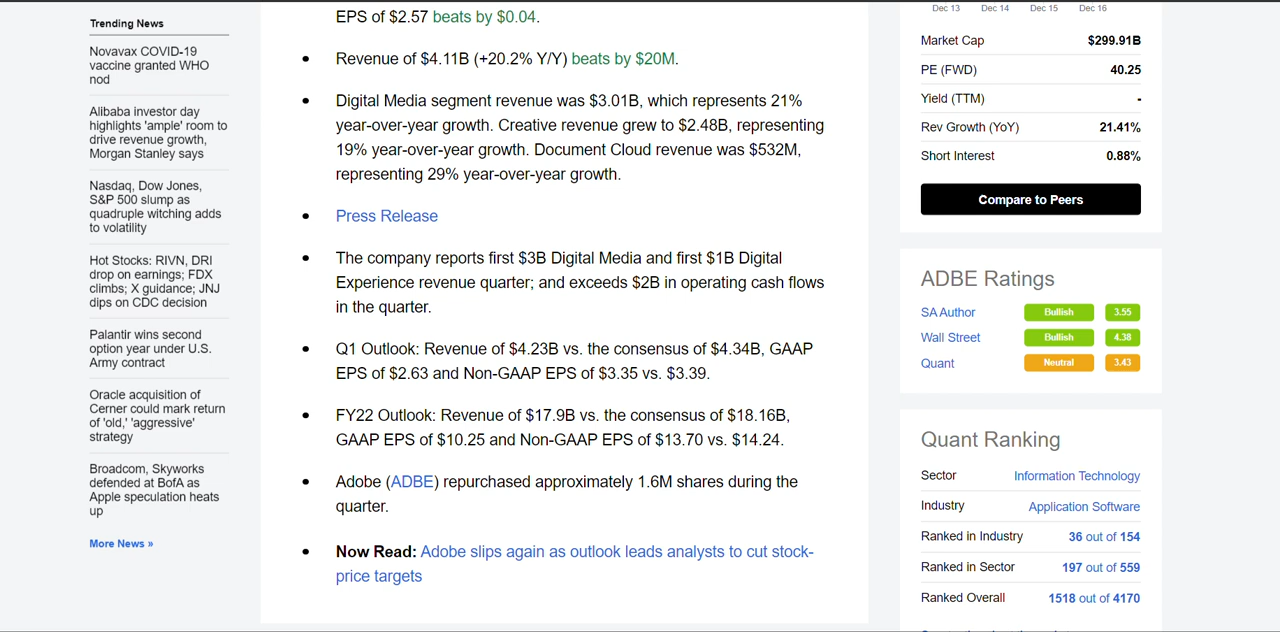 Trending News
Novavax COVID-19
vaccine granted WHO
nod
Alibaba investor day
highlights 'ample' room to
drive revenue growth,
Morgan Stanley says
Nasdaq, Dow Jones,
S&P 500 slump as
quadruple witching adds
to volatility
Hot Stocks: RIVN, DRI
drop on earnings; FDX
climbs; X guidance; JNJ
dips on CDC decision
Palantir wins second
option year under U.S.
Army contract
Oracle acquisition of
Cerner could mark return
of 'old,' 'aggressive'
strategy
Broadcom, Skyworks
defended at BofA as
Apple speculation heats
up
More News »
EPS of $2.57 beats by $0.04.
• Revenue of $4.11B (+20.2% Y/Y) beats by $20M.
• Digital Media segment revenue was $3.01B, which represents 21%
year-over-year growth. Creative revenue grew to $2.48B, representing
19% year-over-year growth. Document Cloud revenue was $532M,
representing 29% year-over-year growth.
• Press Release
• The company reports first $3B Digital Media and first $1B Digital
Experience revenue quarter; and exceeds $2B in operating cash flows
in the quarter.
• Q1 Outlook: Revenue of $4.23B vs. the consensus of $4.34B, GAAP
EPS of $2.63 and Non-GAAP EPS of $3.35 vs. $3.39.
• FY22 Outlook: Revenue of $17.9B vs. the consensus of $18.16B,
GAAP EPS of $10.25 and Non-GAAP EPS of $13.70 vs. $14.24.
• Adobe (ADBE) repurchased approximately 1.6M shares during the
quarter.
• Now Read: Adobe slips again as outlook leads analysts to cut stock-
price targets
Dec 13 Dec 14 Dec 15 Dec 16
Market Cap $299.91B
PE (FWD) 40.25
Yield (TTM) -
Rev Growth (YoY) 21.41%
Short Interest 0.88%
Compare to Peers
ADBE Ratings
SA Author Bullish 3.55
Wall Street Bullish 4.38
Quant Neutral 3.43
Quant Ranking
Sector Information Technology
Industry Application Software
Ranked in Industry 36 out of 154
Ranked in Sector 197 out of 559
Ranked Overall 1518 out of 4170